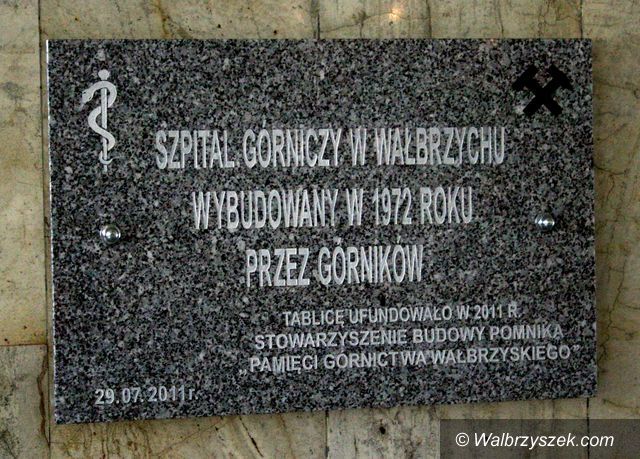 SZPITAL GÓRNICZY W WAŁBRZYCHU
WYBUDOWANY W 1972 ROKU
PRZEZ GÓRNIKÓW
TABLICĘ UFUNDOWAŁO W 2011 R.
STOWARZYSZENIE BUDOWY POMNIKA
„PAMIĘCI GÓRNICTWA WAŁBRZYSKIEGO”
29.07.2011r.
© Walbrzyszek.com